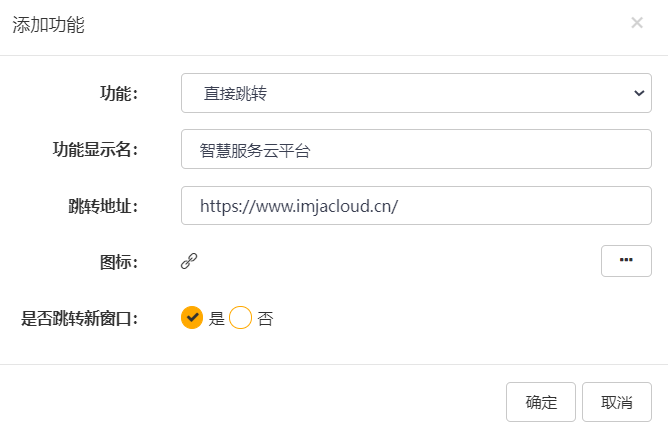 添加功能
功能: 直接跳转
功能显示名: 智慧服务云平台
跳转地址: https://www.imjacloud.cn/
图标:
是否跳转新窗口: 是 否
确定 取消